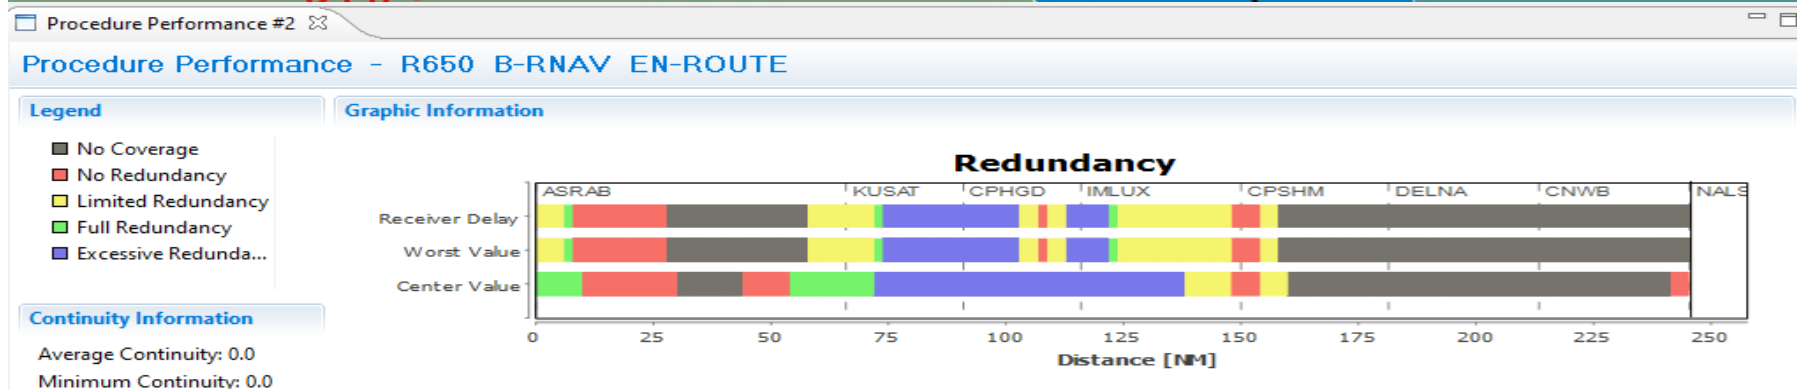 Procedure Performance #2
Procedure Performance - R650 B-RNAV EN-ROUTE
Legend
No Coverage
No Redundancy
Limited Redundancy
Full Redundancy
Excessive Redunda...
Continuity Information
Average Continuity: 0.0
Minimum Continuity: 0.0
Graphic Information
Redundancy
ASRAB KUSAT CPHGD IMLUX CPSHM DELNA CNWB NALS
Receiver Delay
Worst Value
Center Value
0 25 50 75 100 125 150 175 200 225 250
Distance [NM]